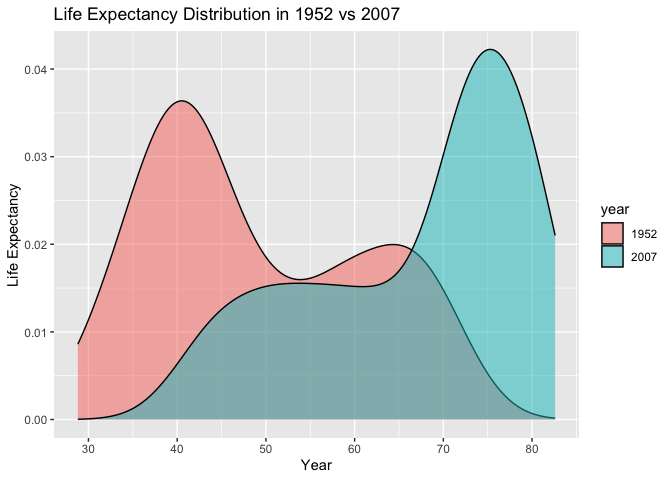 Life Expectancy Distribution in 1952 vs 2007
0.04
0.03
0.02
0.01
0.00
Life Expectancy
30 40 50 60 70 80
Year
year
1952
2007